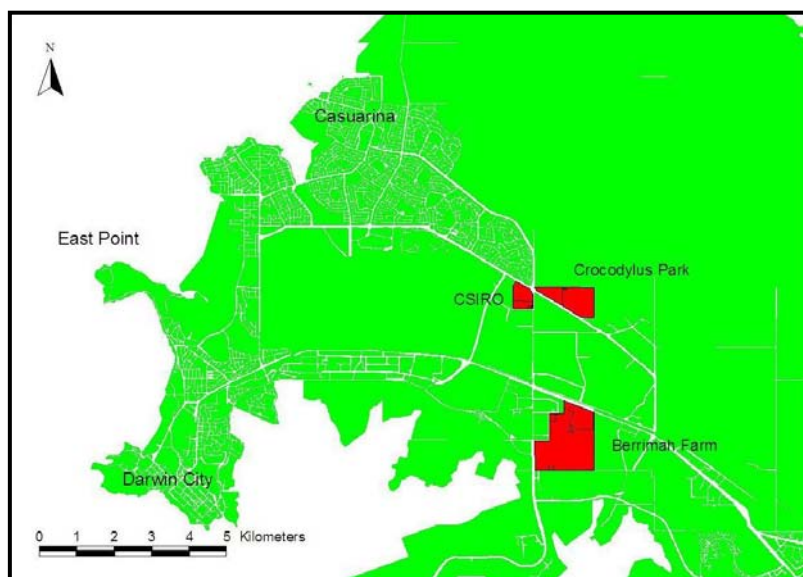 N
Casuarina
East Point
Crocodylus Park
CSIRO
Berrimah Farm
Darwin City
0 1 2 3 4 5 Kilometers